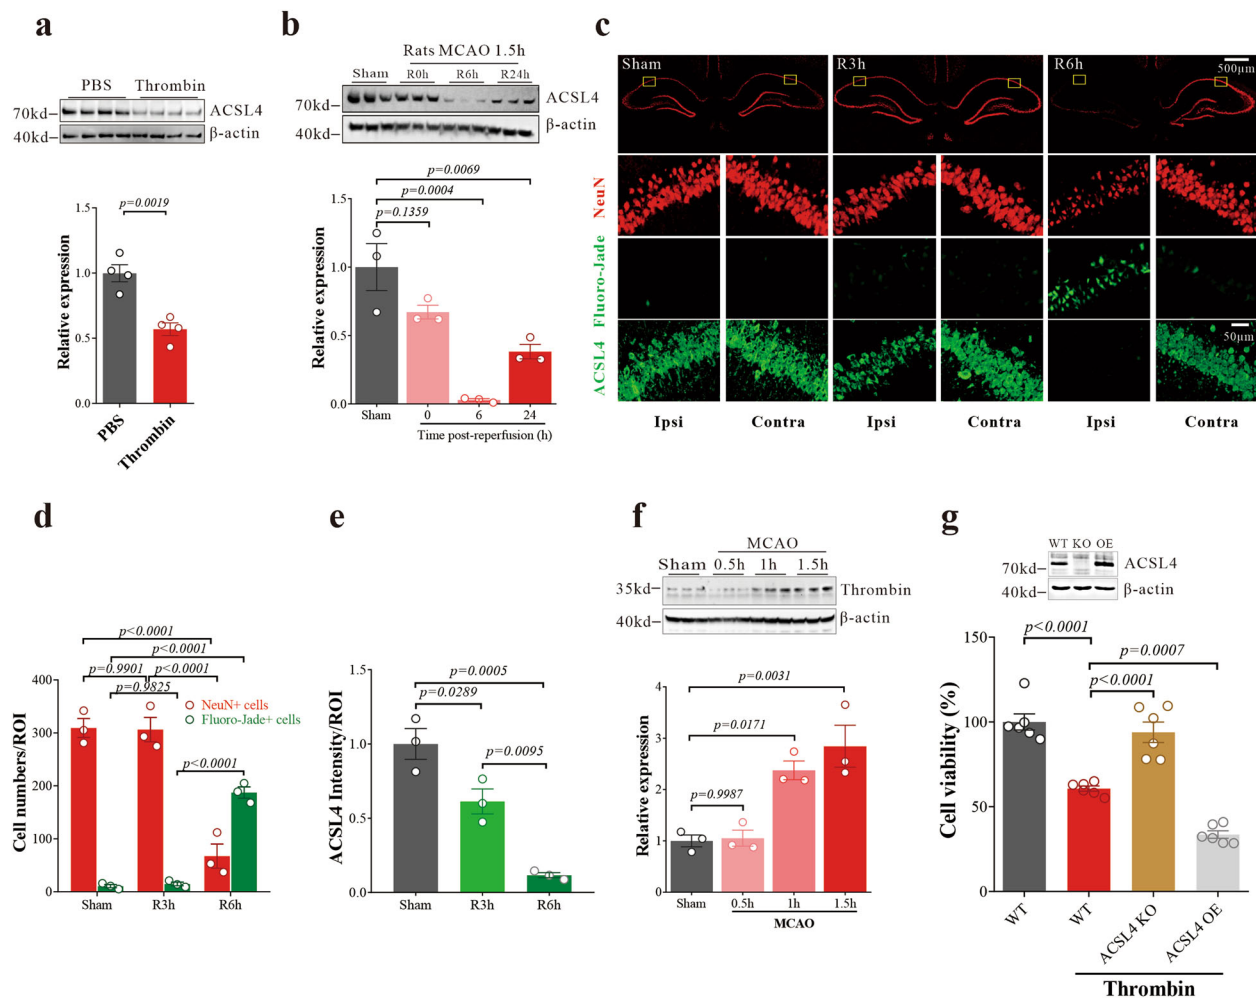 a
PBS Thrombin
70kd ACSL4
40kd β-actin
p=0.0019
1.5
1.0
0.5
0.0
Relative expression
PBS
Thrombin
b
Rats MCAO 1.5h
Sham R0h R6h R24h
70kd ACSL4
40kd β-actin
p=0.0069
p=0.0004
p=0.1359
1.5
1.0
0.5
0.0
Relative expression
Sham 0 6 24
Time post-reperfusion (h)
c
Sham R3h R6h
500μm
NeuN
Fluoro-Jade
ACSL4
50μm
Ipsi Contra Ipsi Contra Ipsi Contra
d
p<0.0001
p<0.0001
p=0.9901 p<0.0001
p=0.9825
NeuN+ cells
Fluoro-Jade+ cells
p<0.0001
400
300
200
100
0
Cell numbers/ROI
Sham R3h R6h
e
p=0.0005
p=0.0289
p=0.0095
1.5
1.0
0.5
0.0
ACSL4 Intensity/ROI
Sham R3h R6h
f
MCAO
Sham 0.5h 1h 1.5h
35kd Thrombin
40kd β-actin
p=0.0031
p=0.0171
p=0.9987
4
3
2
1
0
Relative expression
Sham 0.5h 1h 1.5h
MCAO
g
WT KO OE
70kd ACSL4
40kd β-actin
p<0.0001
p=0.0007
p<0.0001
150
100
50
0
Cell viability (%)
WT WT ACSL4 KO ACSL4 OE
Thrombin